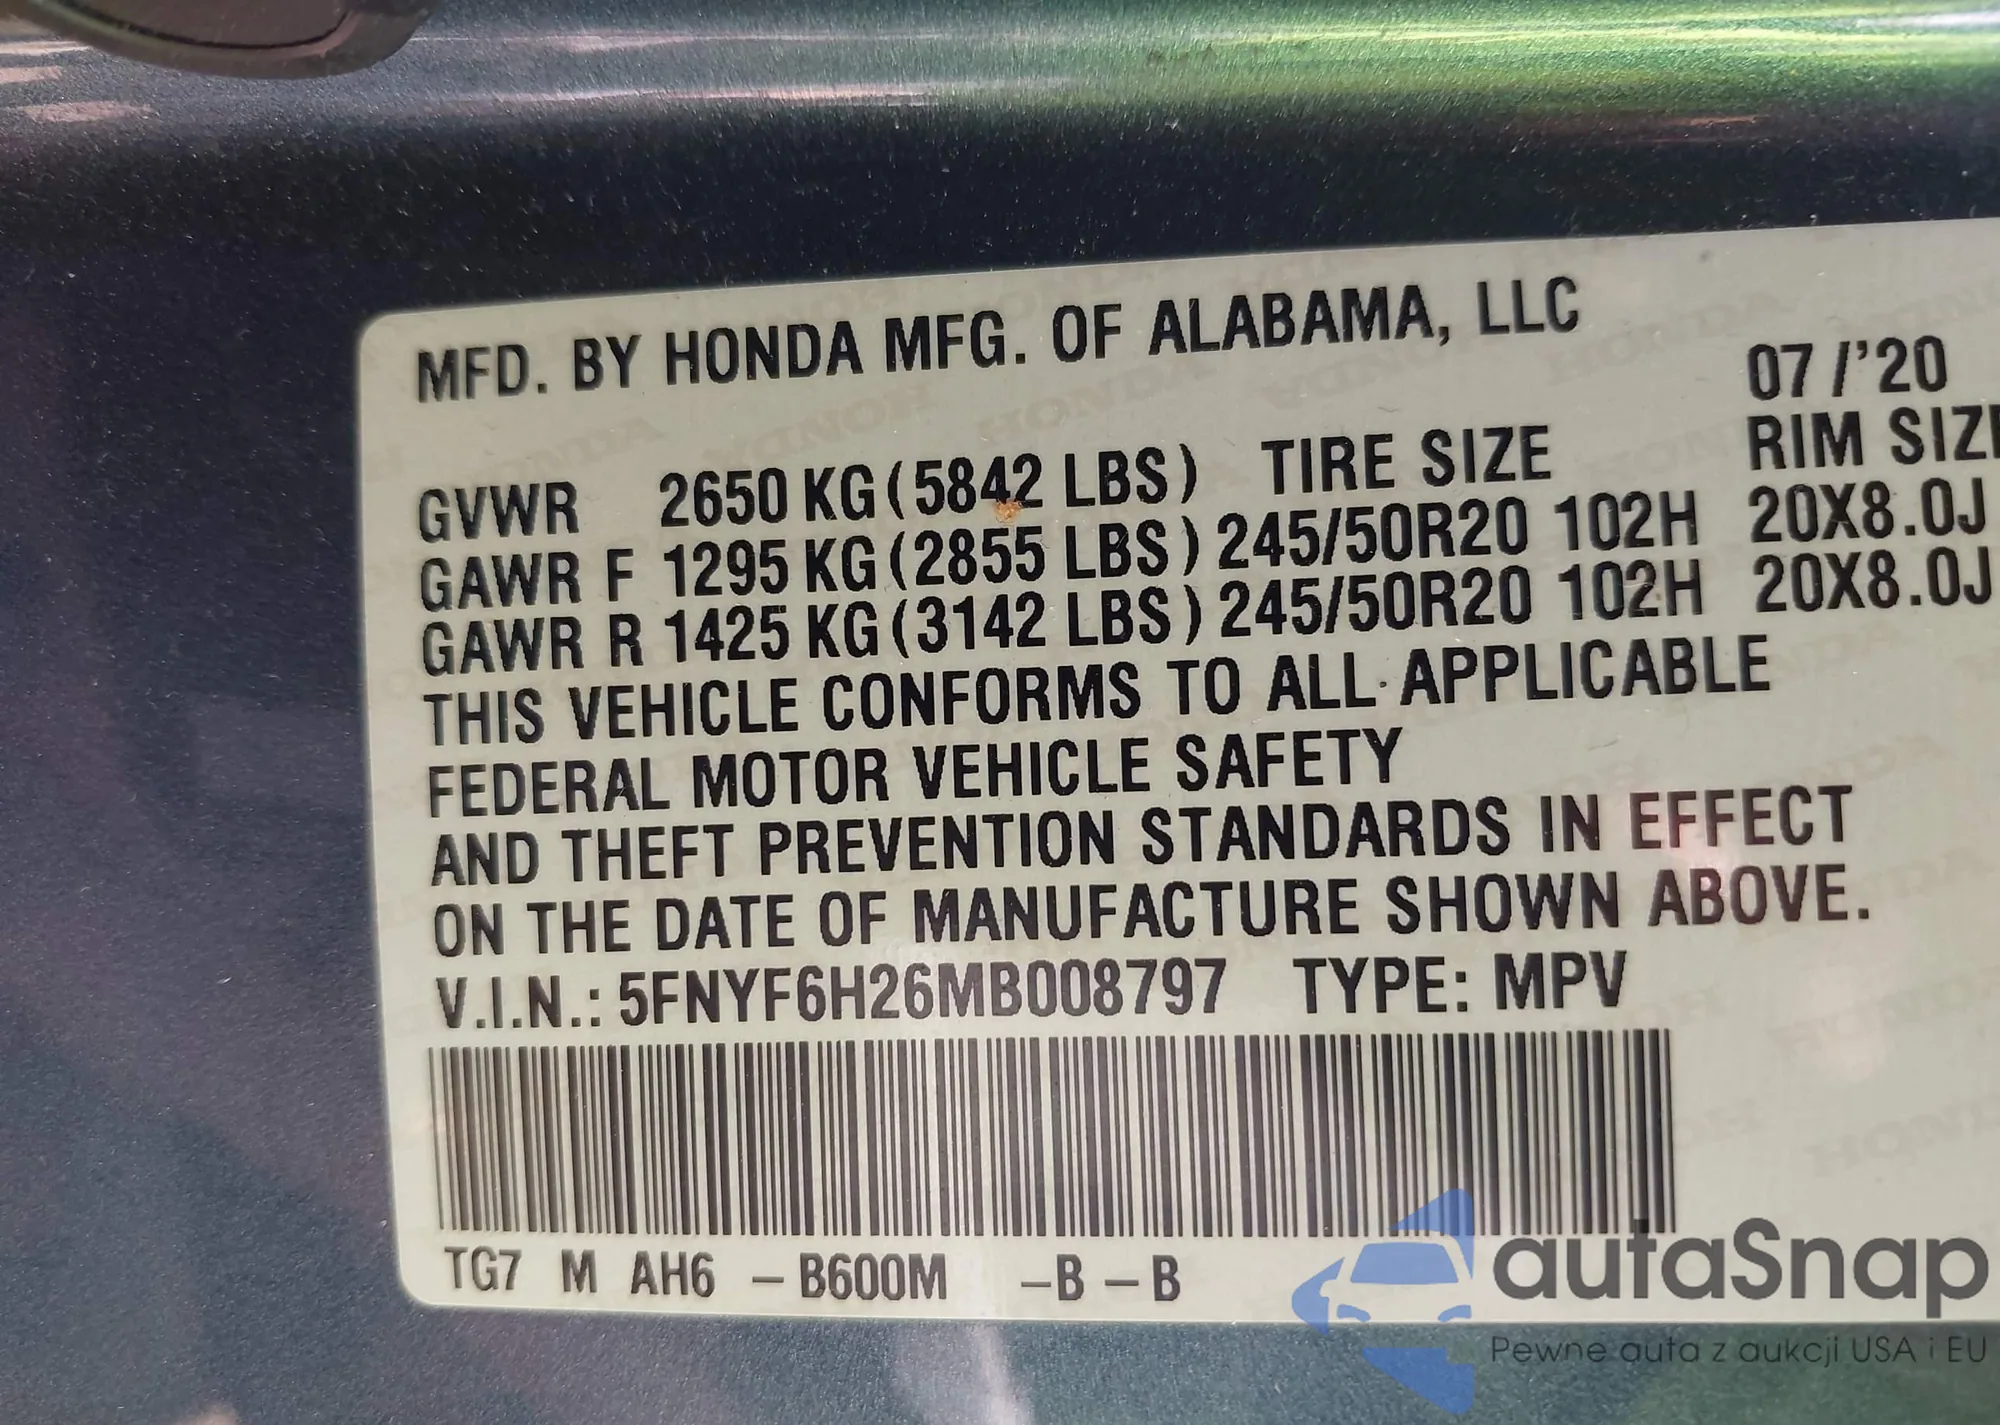 MFD. BY HONDA MFG. OF ALABAMA, LLC
07 /'20
GVWR 2650 KG (5842 LBS) TIRE SIZE RIM SIZE
GAWR F 1295 KG (2855 LBS) 245/50R20 102H 20X8.0J
GAWR R 1425 KG (3142 LBS) 245/50R20 102H 20X8.0J
THIS VEHICLE CONFORMS TO ALL APPLICABLE
FEDERAL MOTOR VEHICLE SAFETY
AND THEFT PREVENTION STANDARDS IN EFFECT
ON THE DATE OF MANUFACTURE SHOWN ABOVE.
V.I.N.: 5FNYF6H26MB008797 TYPE: MPV
TG7 M AH6 – B600M –B – B
autaSnap
Pewne auta z aukcji USA i EU